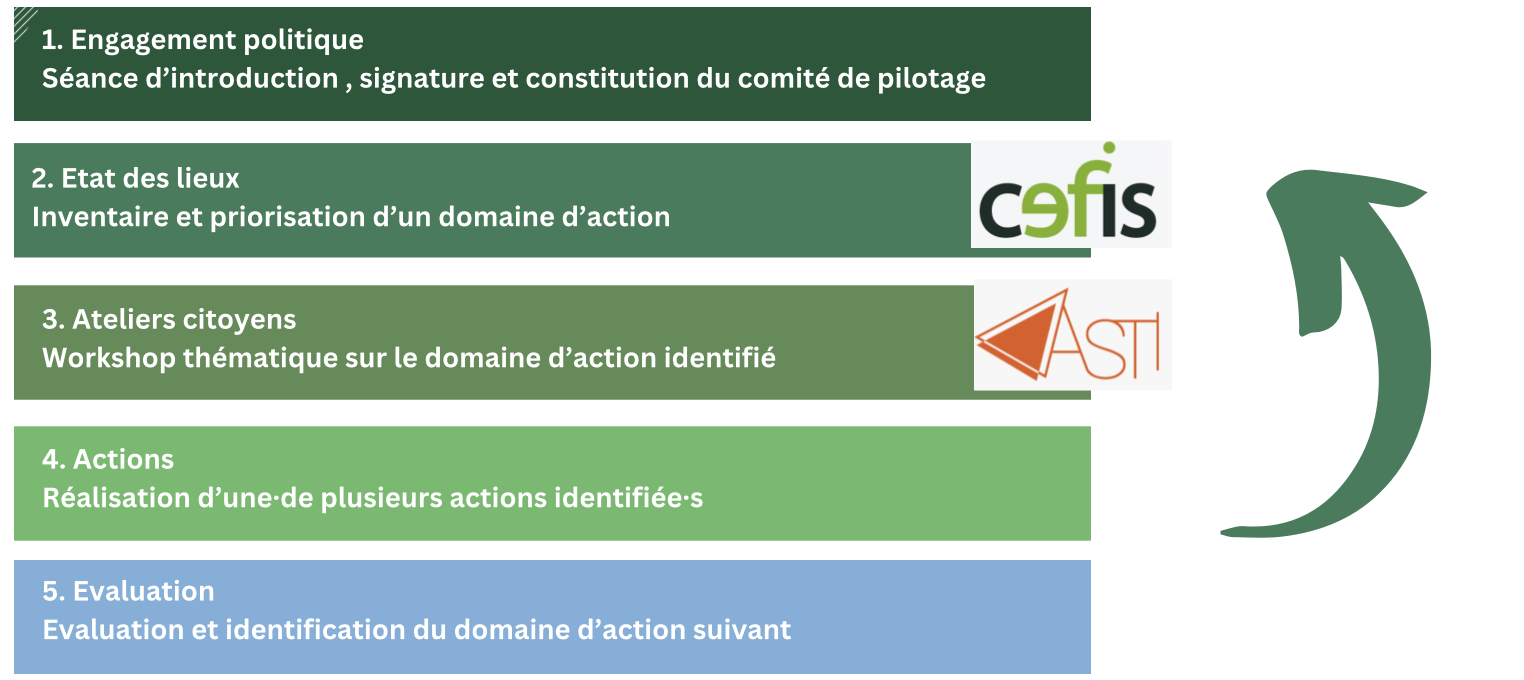 1. Engagement politique
Séance d’introduction , signature et constitution du comité de pilotage
2. Etat des lieux
Inventaire et priorisation d’un domaine d’action
cefis
3. Ateliers citoyens
Workshop thématique sur le domaine d’action identifié
ASTI
4. Actions
Réalisation d’une·de plusieurs actions identifiée·s
5. Evaluation
Evaluation et identification du domaine d’action suivant